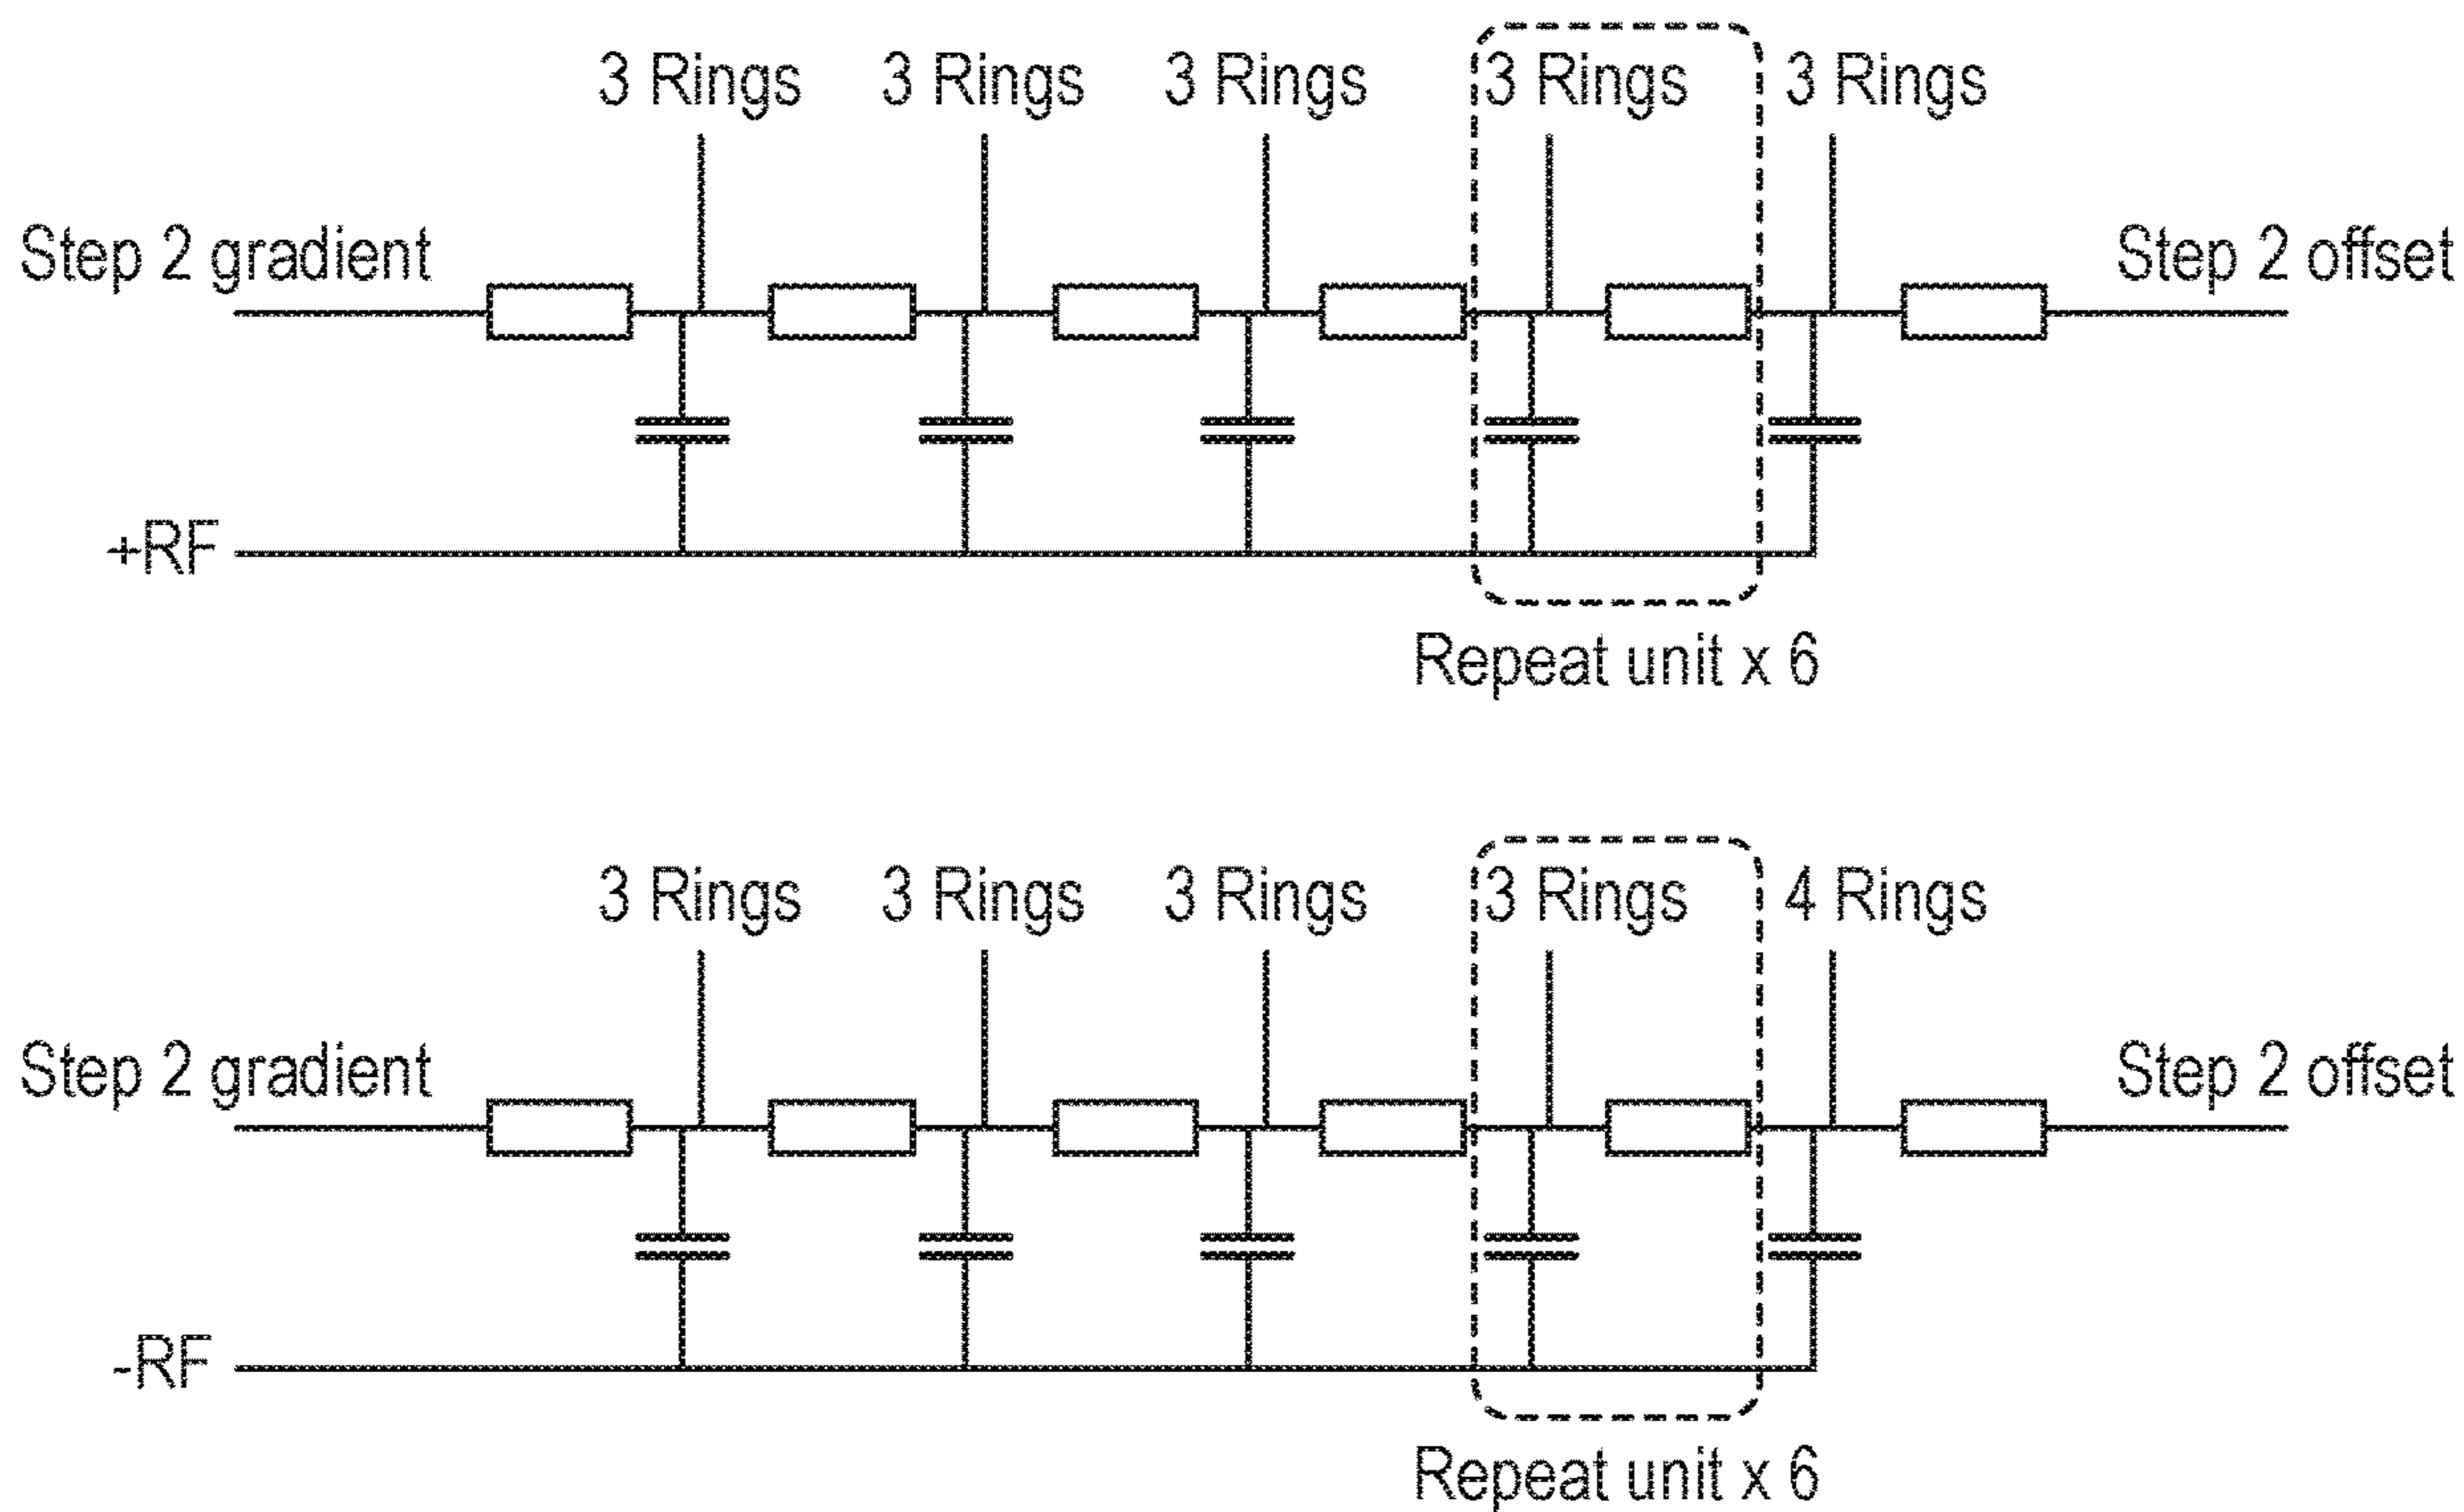 3 Rings 3 Rings 3 Rings 3 Rings 3 Rings
Step 2 gradient Step 2 offset
+RF
Repeat unit x 6
3 Rings 3 Rings 3 Rings 3 Rings 4 Rings
Step 2 gradient Step 2 offset
-RF
Repeat unit x 6